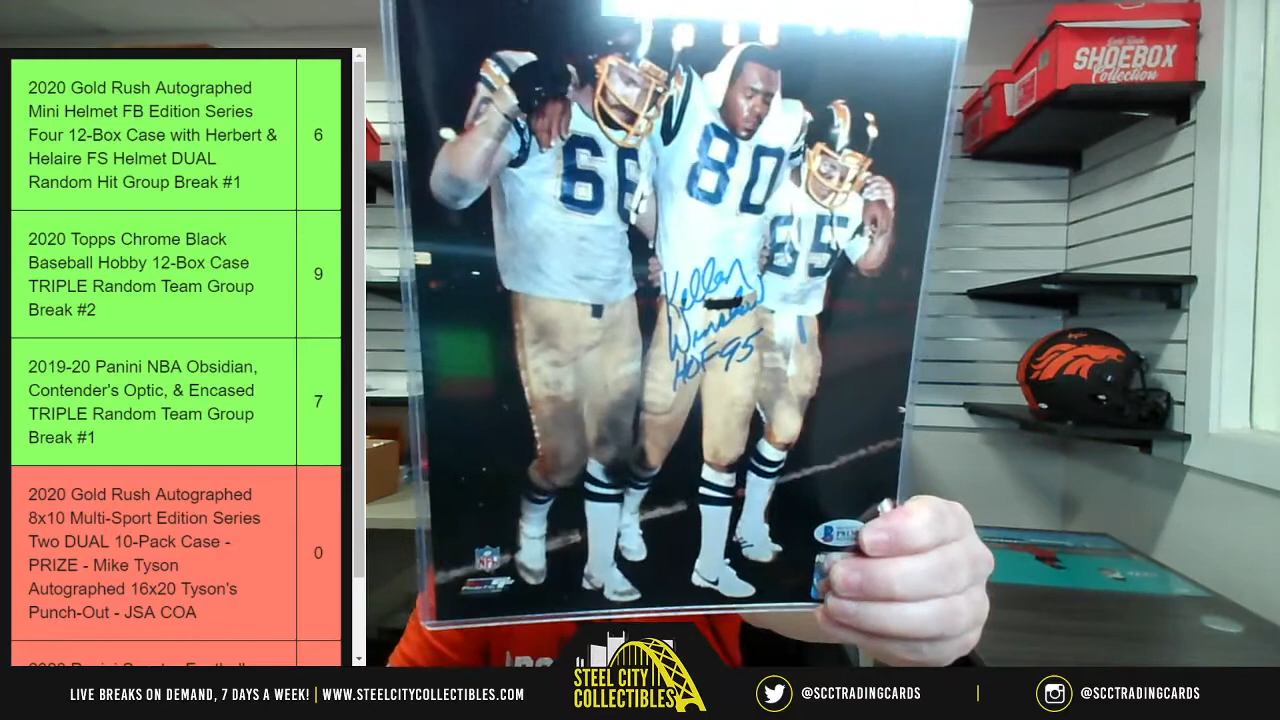 2020 Gold Rush Autographed
Mini Helmet FB Edition Series
Four 12-Box Case with Herbert &
Helaire FS Helmet DUAL
Random Hit Group Break #1
6
2020 Topps Chrome Black
Baseball Hobby 12-Box Case
TRIPLE Random Team Group
Break #2
9
2019-20 Panini NBA Obsidian,
Contender's Optic, & Encased
TRIPLE Random Team Group
Break #1
7
2020 Gold Rush Autographed
8x10 Multi-Sport Edition Series
Two DUAL 10-Pack Case -
PRIZE - Mike Tyson
Autographed 16x20 Tyson's
Punch-Out - JSA COA
0
SHOEBOX
Collection
66
80
85
Kellen
Winslow
HOF 95
NFL
STEEL CITY
COLLECTIBLES
LIVE BREAKS ON DEMAND, 7 DAYS A WEEK! | WWW.STEELCITYCOLLECTIBLES.COM
@SCCTRADINGCARDS
@SCCTRADINGCARDS